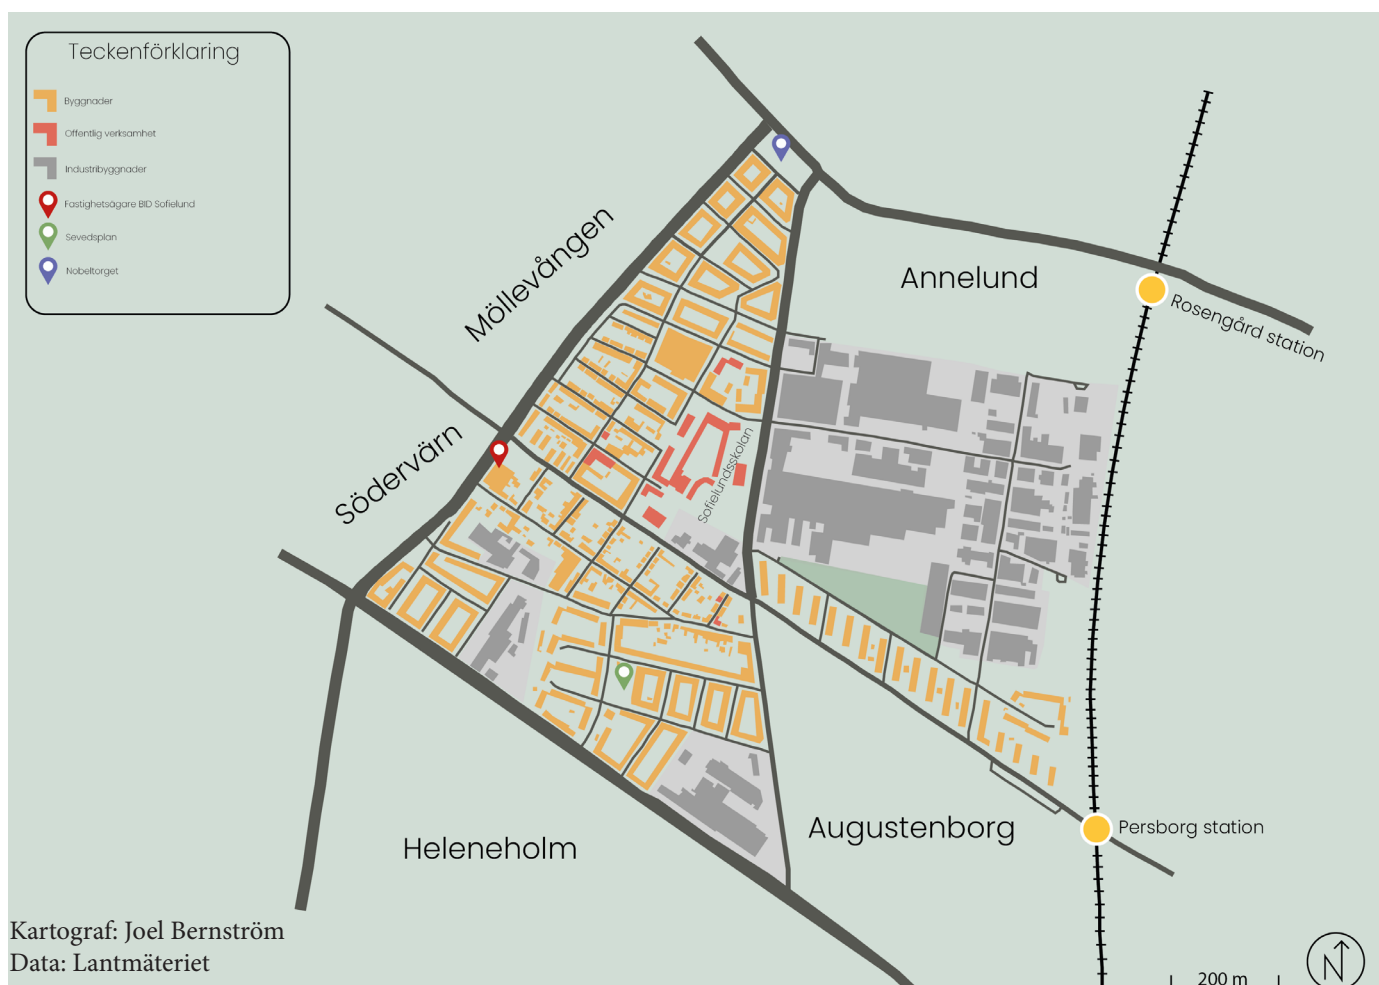 Teckenförklaring
Byggnader
Offentlig verksamhet
Industribyggnader
Fastighetsägare BID Sofielund
Sevedsplan
Nobeltorget
Möllevången
Annelund
Rosengård station
Södervärn
Sofielundsskolan
Augustenborg
Persborg station
Heleneholm
Kartograf: Joel Bernström
Data: Lantmäteriet
200 m
N